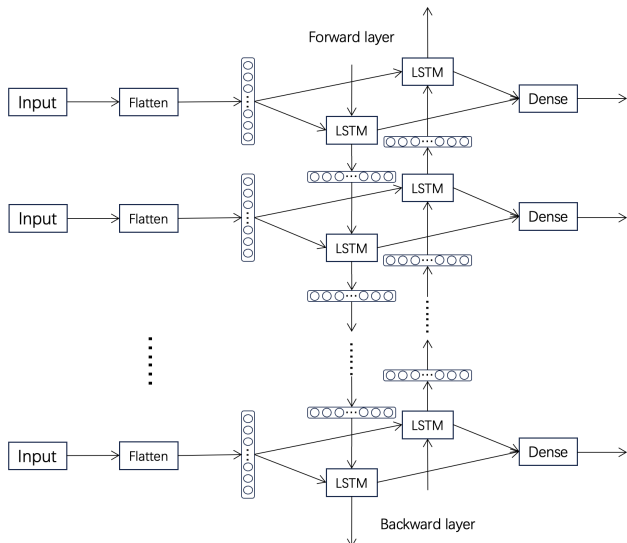 Forward layer
LSTM
Input
Flatten
Dense
LSTM
LSTM
Input
Flatten
Dense
LSTM
LSTM
Input
Flatten
Dense
LSTM
Backward layer